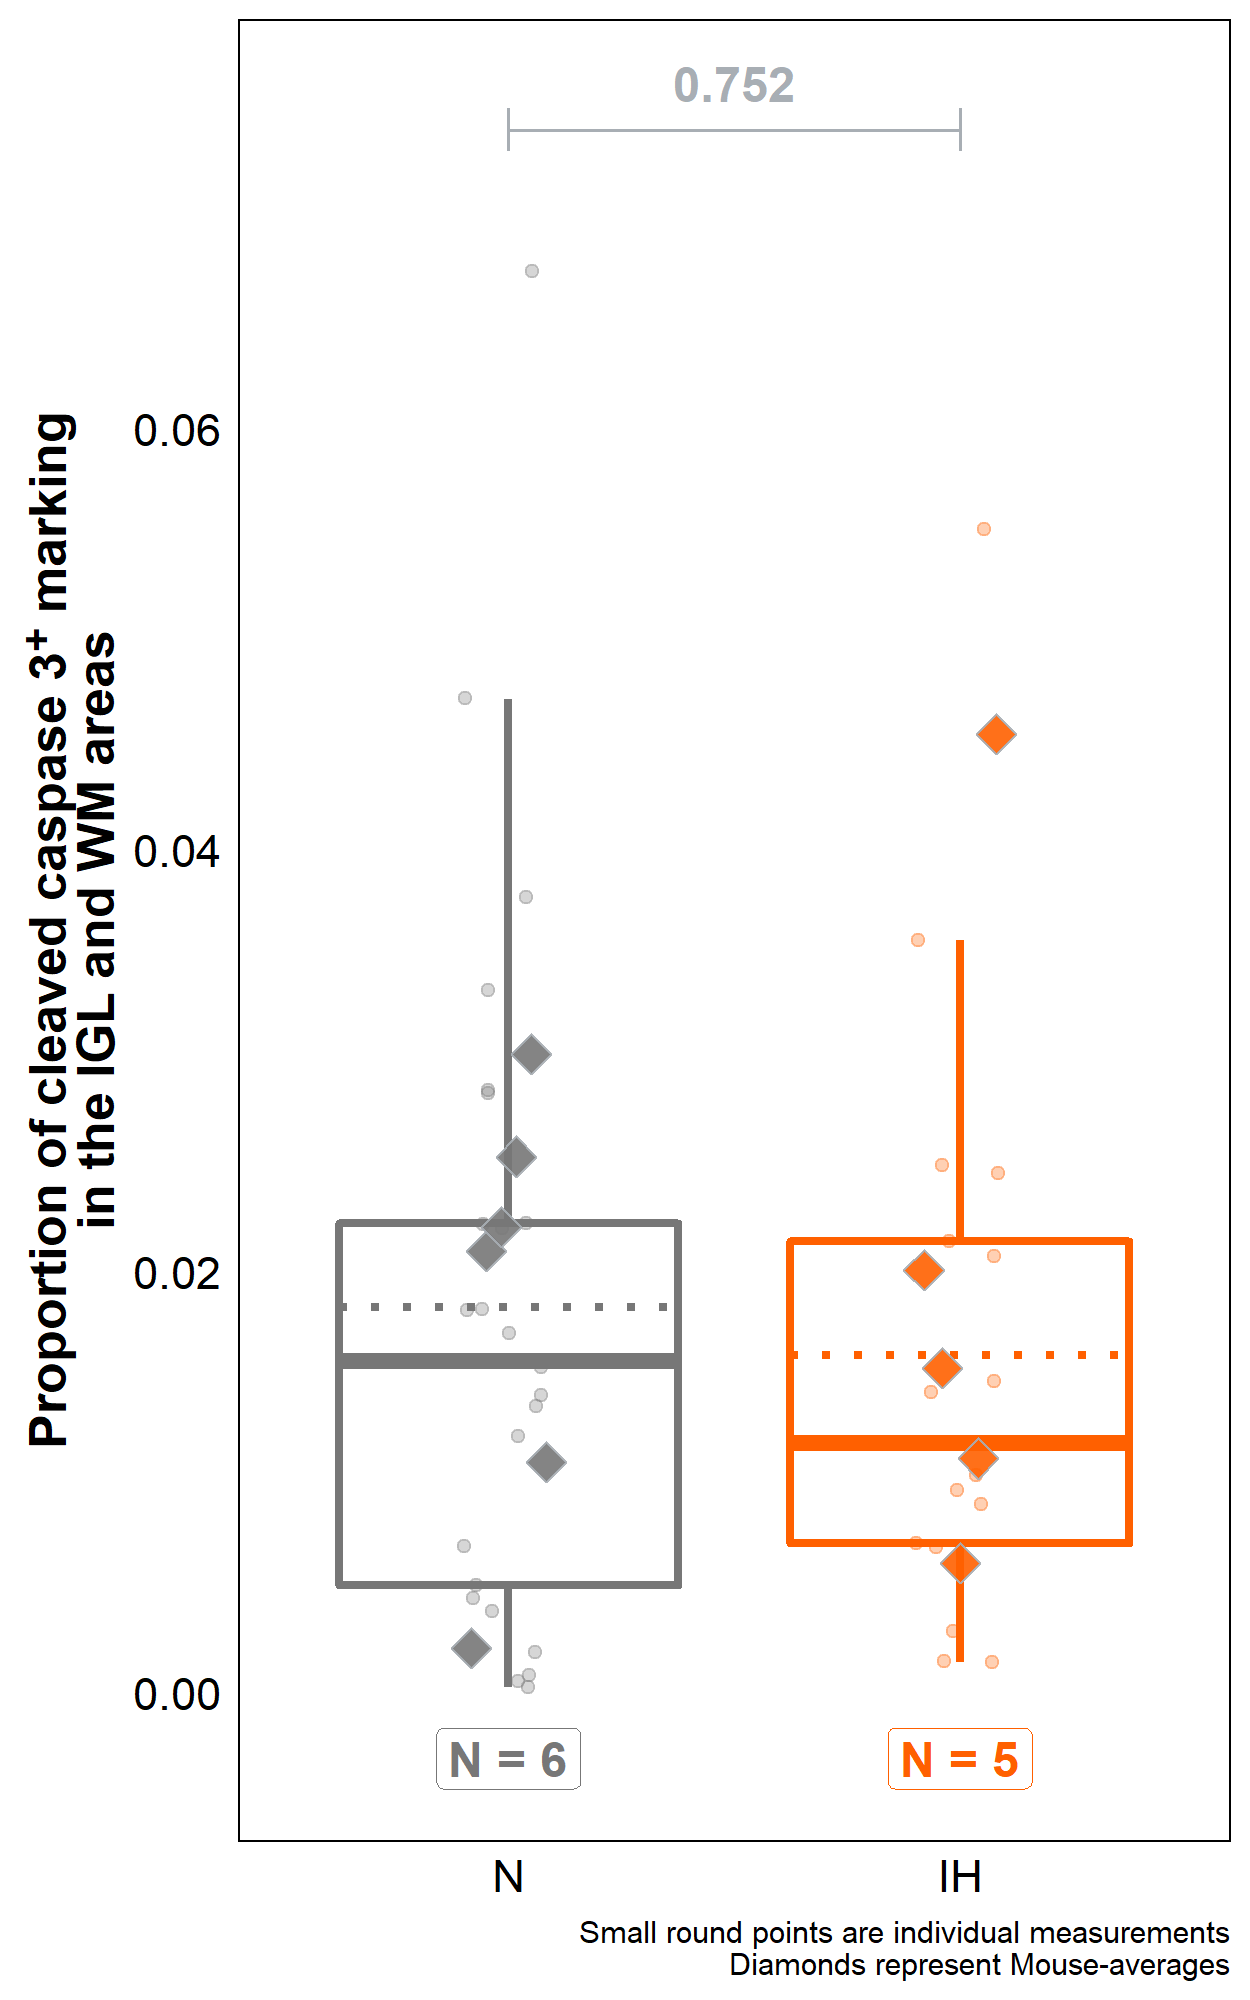 0.752
0.06
0.04
0.02
0.00
Proportion of cleaved caspase 3⁺ marking
in the IGL and WM areas
N = 6
N = 5
N
IH
Small round points are individual measurements
Diamonds represent Mouse-averages